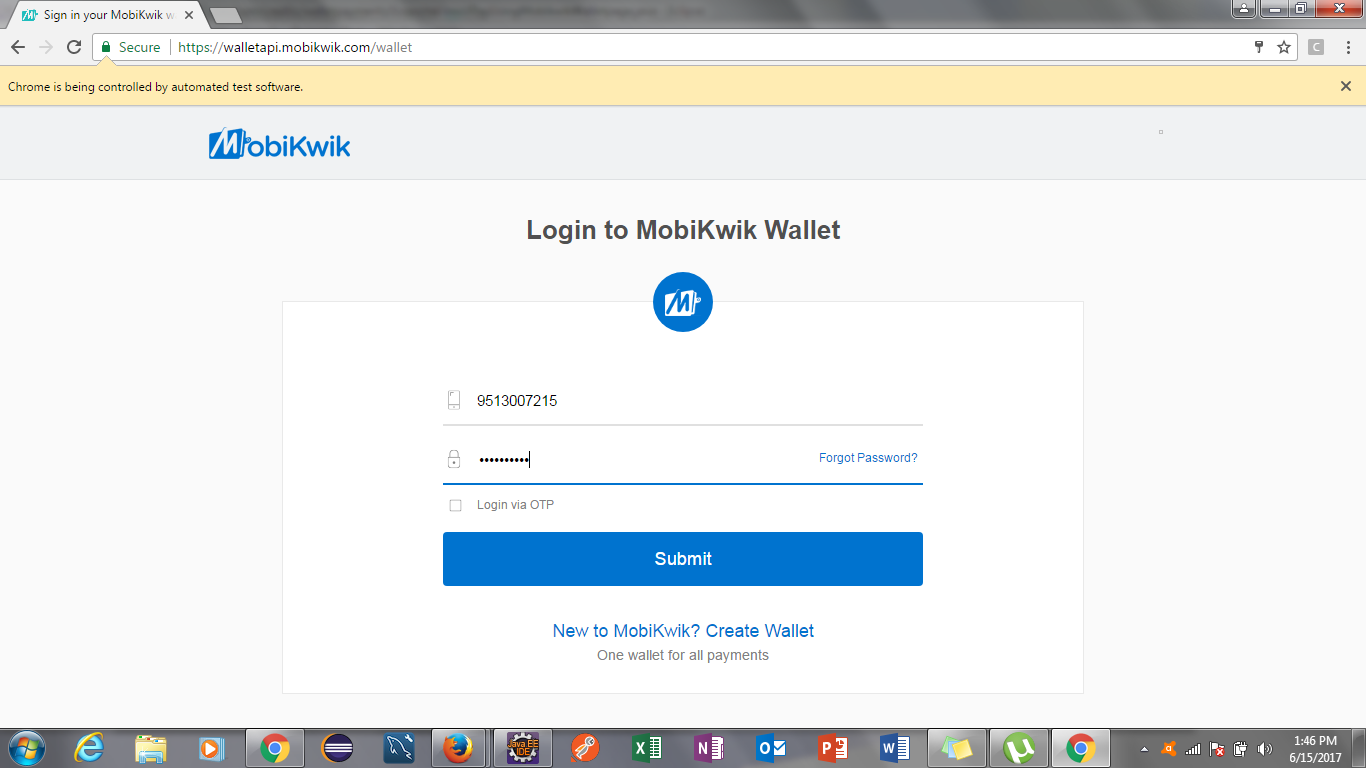 Sign in your MobiKwik w
Secure
https://walletapi.mobikwik.com/wallet
C
Chrome is being controlled by automated test software.
MobiKwik
Login to MobiKwik Wallet
M
9513007215
••••••••••
Forgot Password?
Login via OTP
Submit
New to MobiKwik? Create Wallet
One wallet for all payments
Java EE
IDE
1:46 PM
6/15/2017